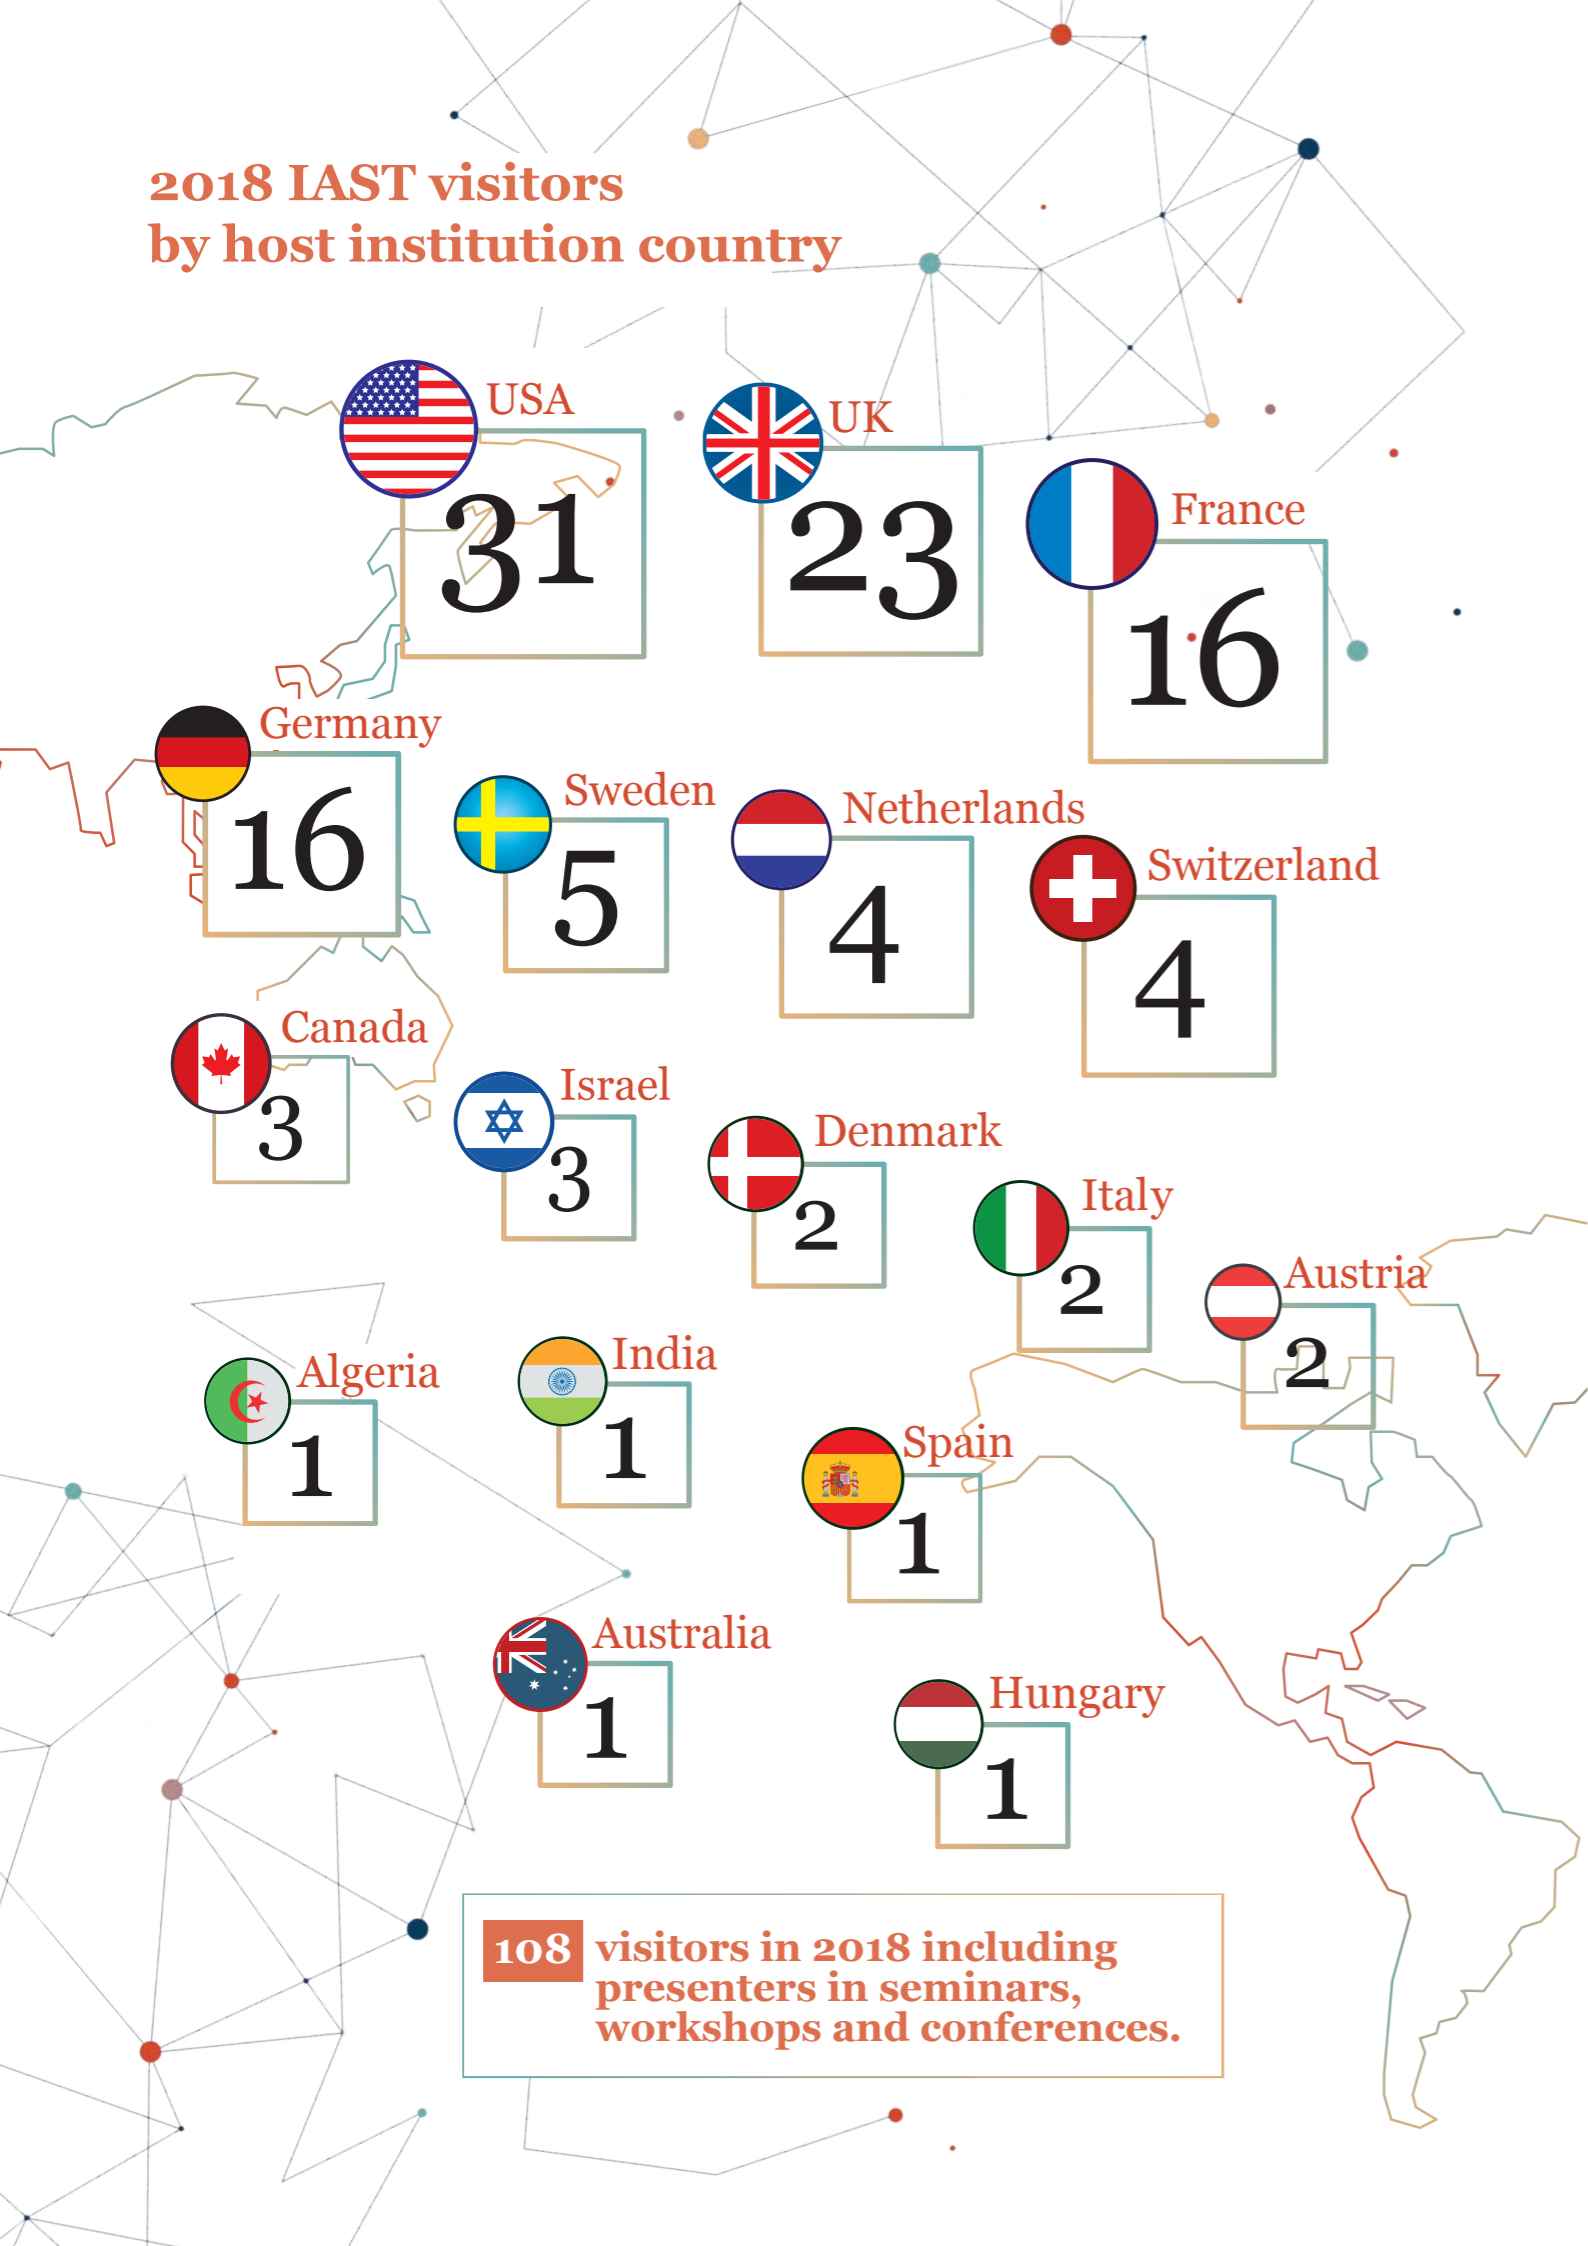 2018 IAST visitors
by host institution country
USA
31
UK
23
France
16
Germany
16
Sweden
5
Netherlands
4
Switzerland
4
Canada
3
Israel
3
Denmark
2
Italy
2
Austria
2
Algeria
1
India
1
Spain
1
Australia
1
Hungary
1
108 visitors in 2018 including
presenters in seminars,
workshops and conferences.